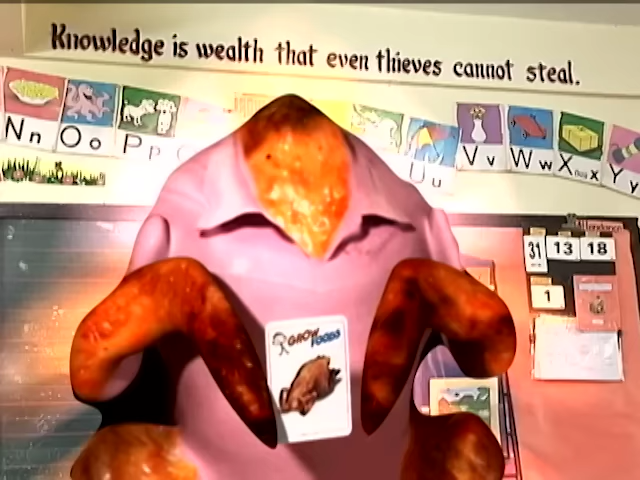 Knowledge is wealth that even thieves cannot steal.
Nn Oo Pp Uu Vv Ww Xx Yy
Attendance
31 13 18
1
GROW
FOODS